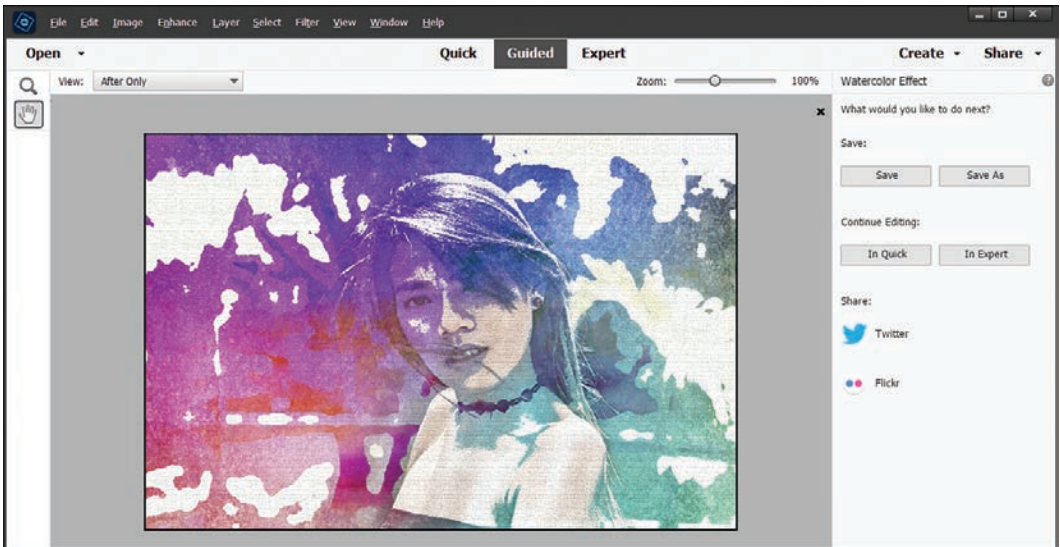 File Edit Image Enhance Layer Select Filter View Window Help
Open Quick Guided Expert Create Share
View: After Only Zoom: 100% Watercolor Effect
What would you like to do next?
Save:
Save Save As
Continue Editing:
In Quick In Expert
Share:
Twitter
Flickr